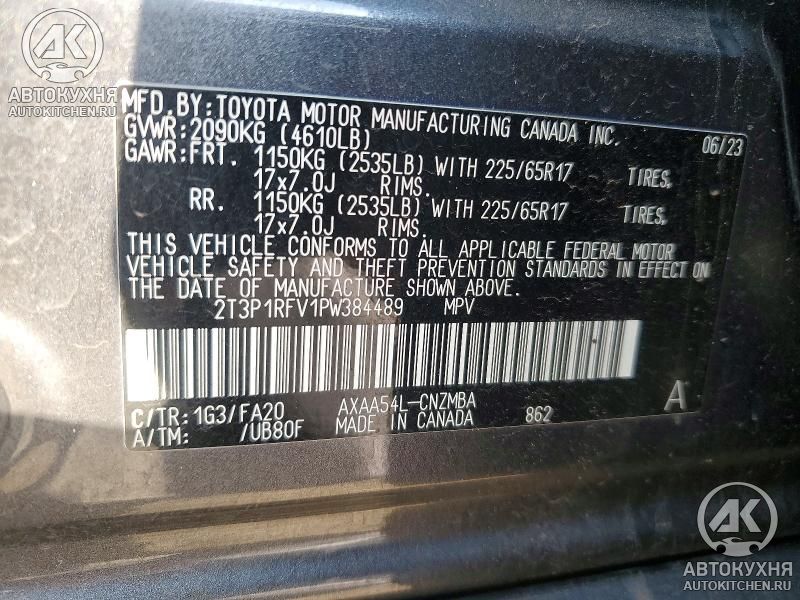 AK
АВТОКУХНЯ
AUTOKITCHEN.RU
MFD. BY: TOYOTA MOTOR MANUFACTURING CANADA INC.
GVWR: 2090KG (4610LB) 06/23
GAWR: FRT. 1150KG (2535LB) WITH 225/65R17 TIRES,
17x7.0J RIMS.
RR. 1150KG (2535LB) WITH 225/65R17 TIRES,
17x7.0J RIMS.
THIS VEHICLE CONFORMS TO ALL APPLICABLE FEDERAL MOTOR
VEHICLE SAFETY AND THEFT PREVENTION STANDARDS IN EFFECT ON
THE DATE OF MANUFACTURE SHOWN ABOVE.
2T3P1RFV1PW384489 MPV
C/TR: 1G3/FA20 AXAA54L-CNZMBA A
A/TM: /UB80F MADE IN CANADA 862
AK
АВТОКУХНЯ
AUTOKITCHEN.RU